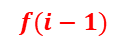 f(i − 1)